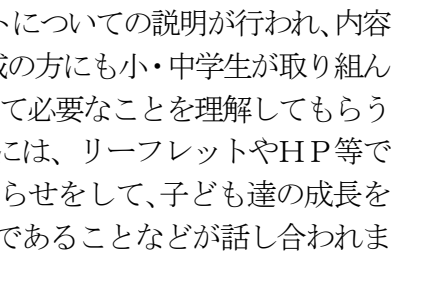 トについての説明が行われ、内容
成の方にも小・中学生が取り組ん
て必要なことを理解してもらう
には、リーフレットやＨＰ等で
らせをして、子ども達の成長を
であることなどが話し合われま